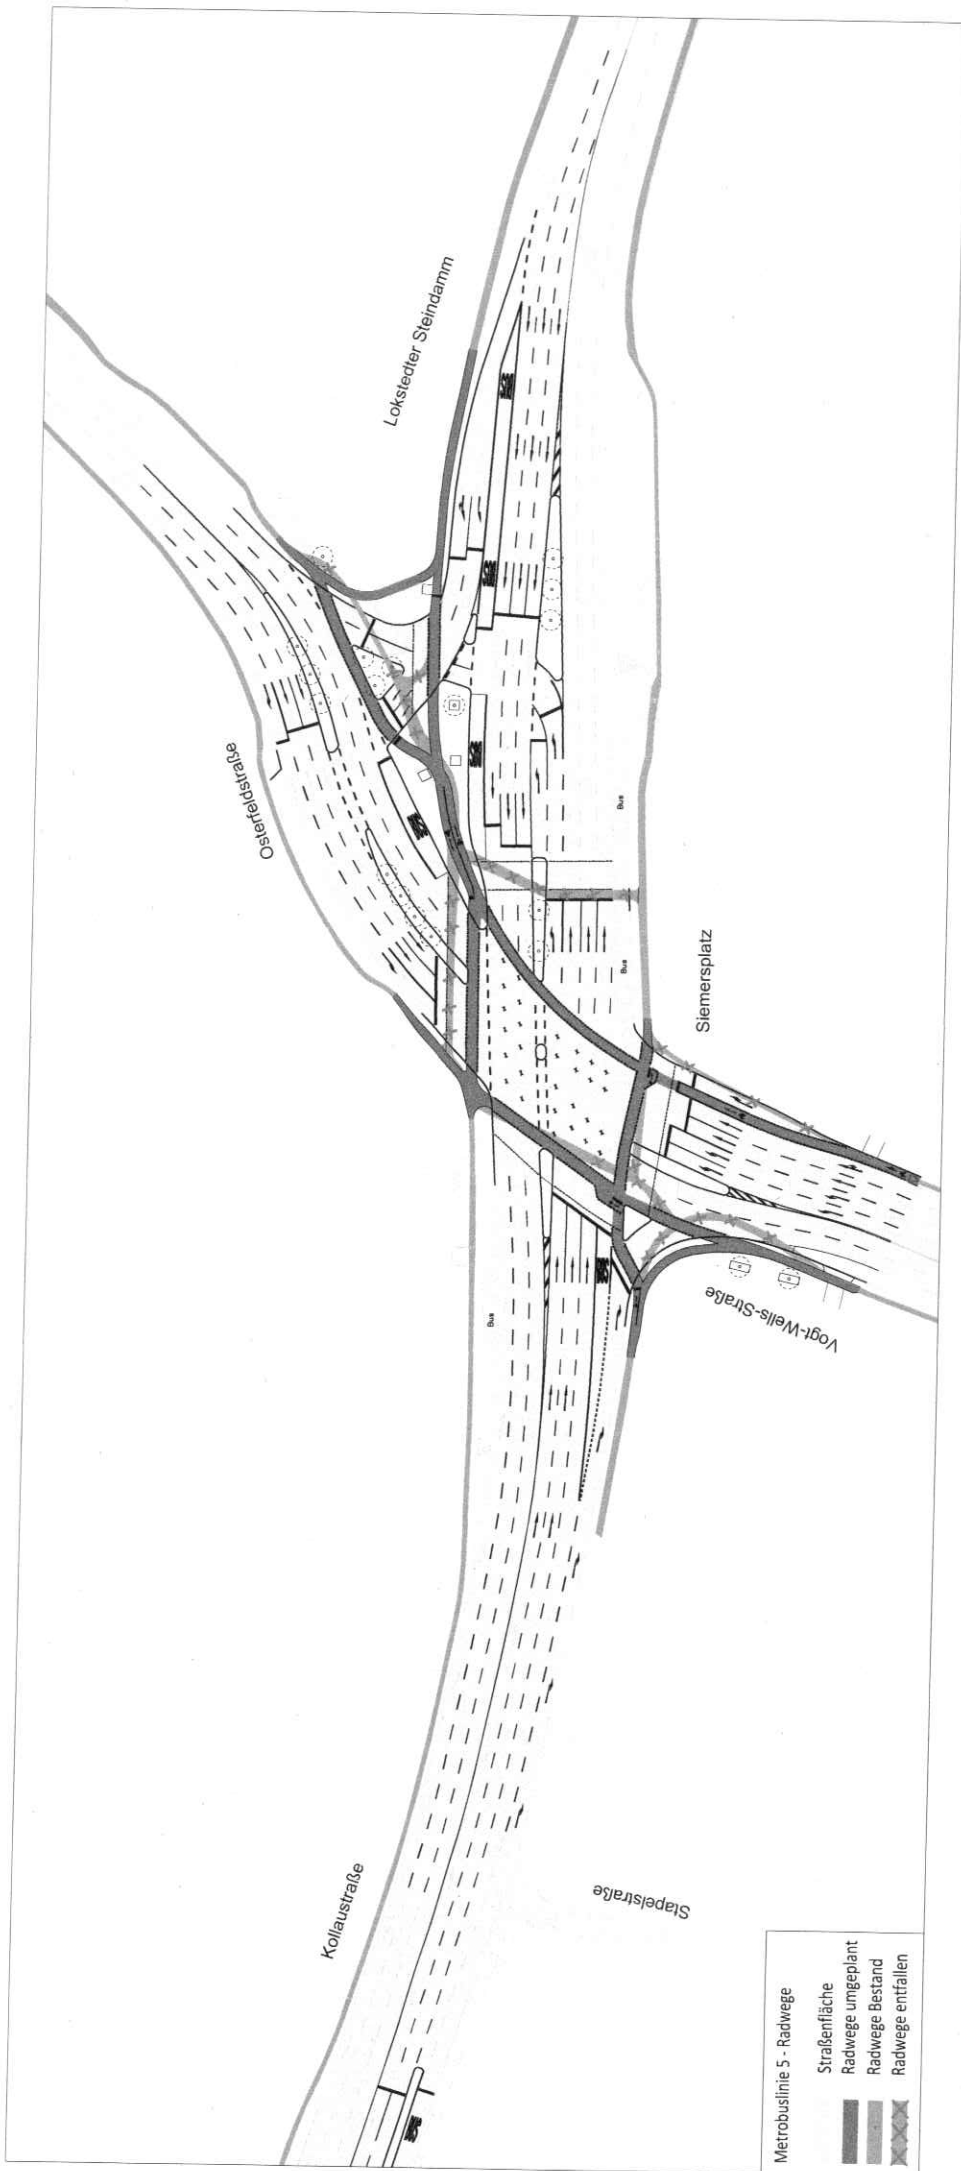 Lokstedter Steindamm
Osterfeldstraße
Bus
Siemersplatz
Bus
Bus
Vogt-Wells-Straße
Kollaustraße
Stapelstraße
Metrobuslinie 5 - Radwege
Straßenfläche
Radwege umgeplant
Radwege Bestand
Radwege entfallen